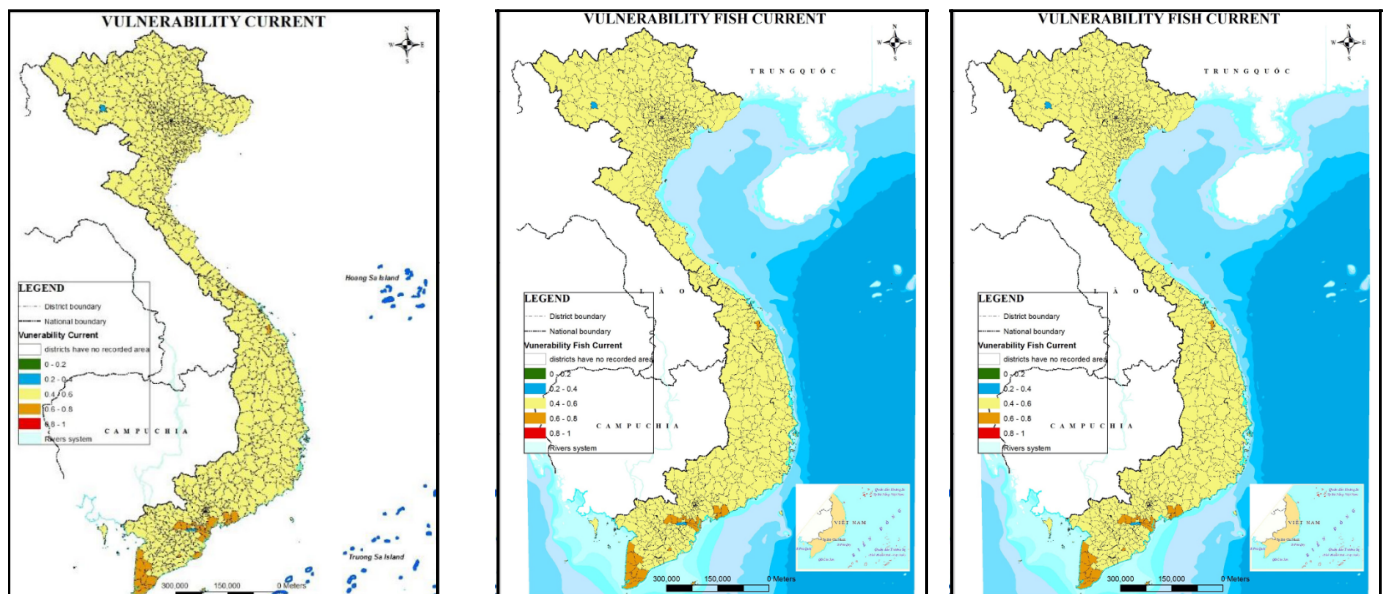 VULNERABILITY CURRENT
N
W
E
S
Hoang Sa Island
LEGEND
District boundary
National boundary
Vunerability Current
districts have no recorded area
0 - 0.2
0.2 - 0.4
0.4 - 0.6
0.6 - 0.8
0.8 - 1
Rivers system
CAMPUCHIA
Truong Sa Island
300,000 150,000 0 Meters
VULNERABILITY FISH CURRENT
N
W
E
S
TRUNG QUỐC
LÀO
LEGEND
District boundary
National boundary
Vunerability Fish Current
districts have no recorded area
0 - 0.2
0.2 - 0.4
0.4 - 0.6
0.6 - 0.8
0.8 - 1
Rivers system
CAMPUCHIA
VIỆT NAM
300,000 150,000 0 Meters
VULNERABILITY FISH CURRENT
N
W
E
S
TRUNG QUỐC
LÀO
LEGEND
District boundary
National boundary
Vunerability Fish Current
districts have no recorded area
0 - 0.2
0.2 - 0.4
0.4 - 0.6
0.6 - 0.8
0.8 - 1
Rivers system
CAMPUCHIA
VIỆT NAM
300,000 150,000 0 Meters